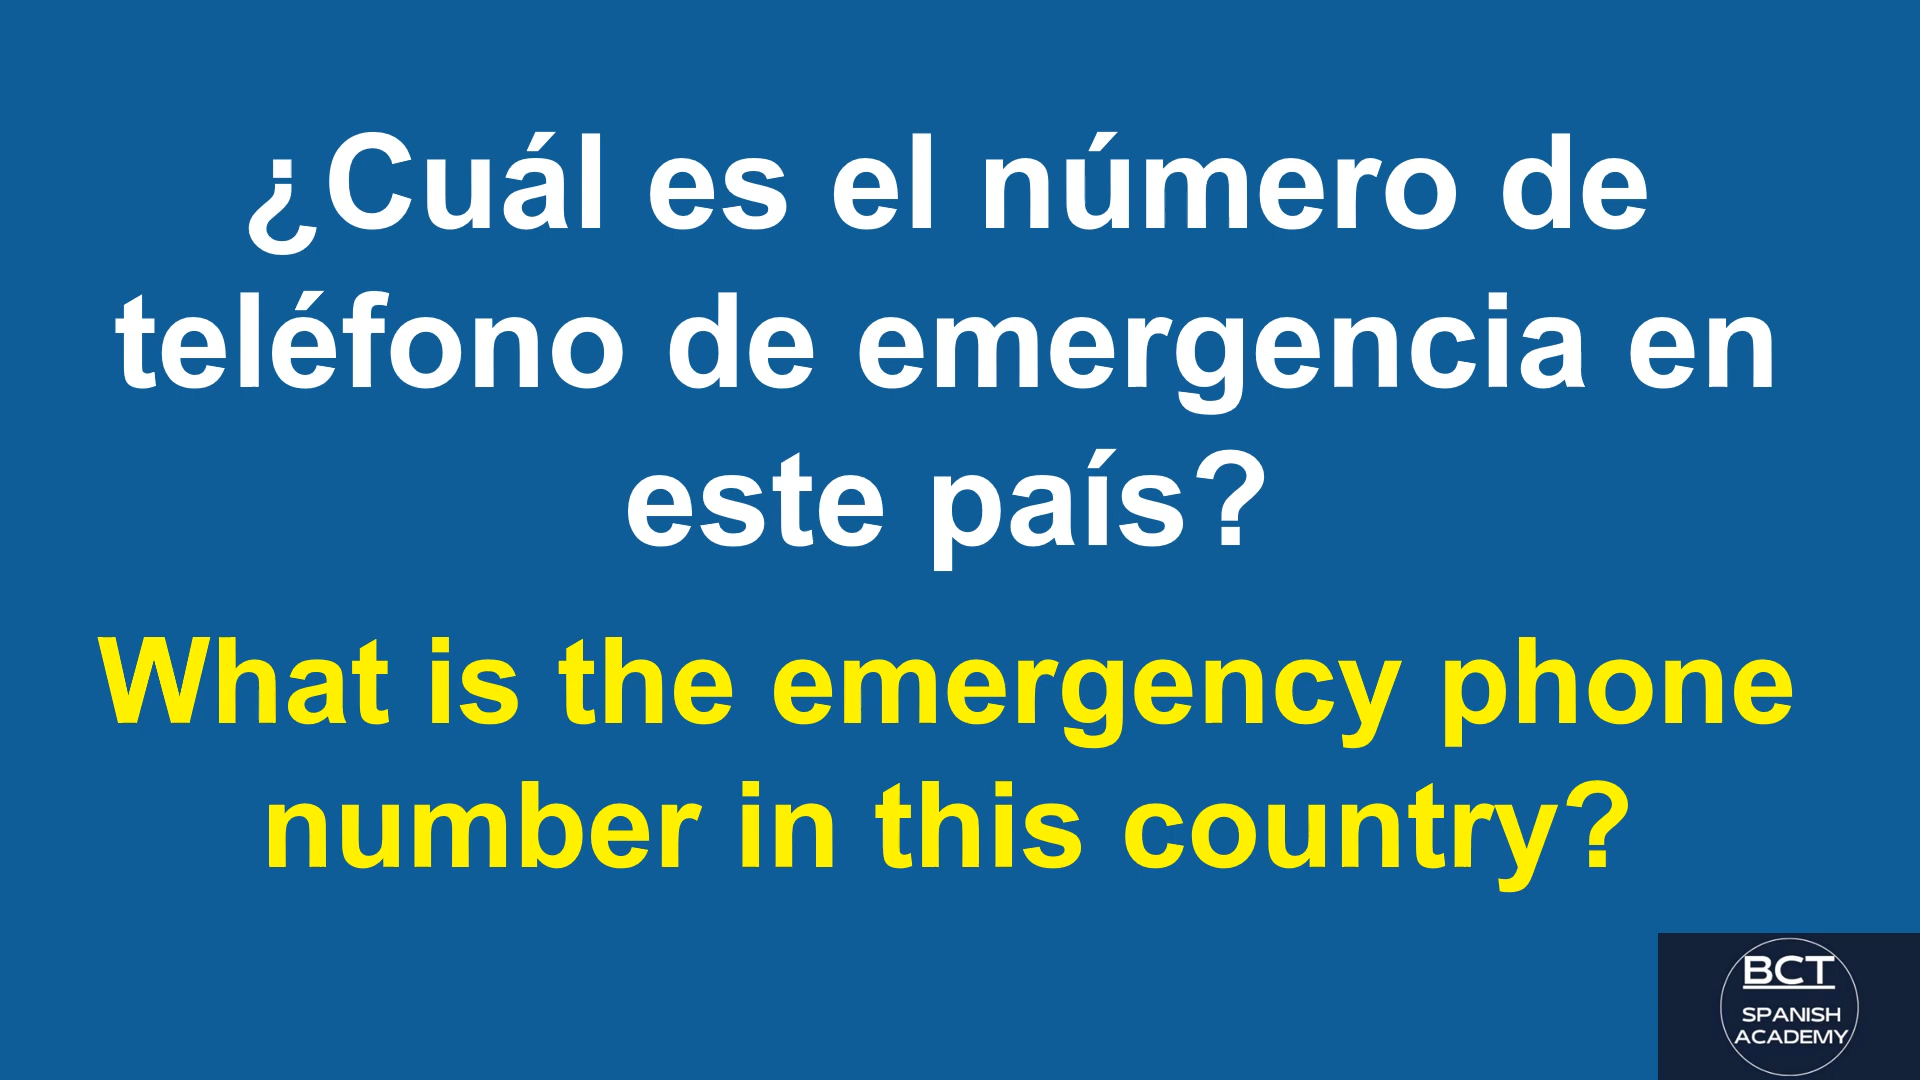 ¿Cuál es el número de
teléfono de emergencia en
este país?
What is the emergency phone
number in this country?
BCT
SPANISH
ACADEMY